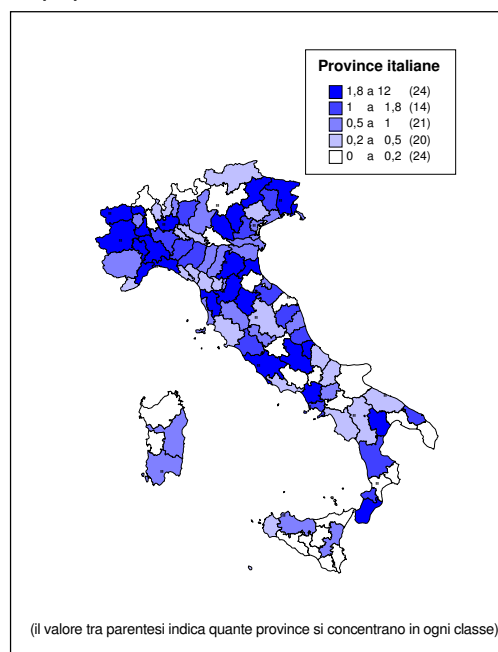 Province italiane
1,8 a 12 (24)
1 a 1,8 (14)
0,5 a 1 (21)
0,2 a 0,5 (20)
0 a 0,2 (24)
(il valore tra parentesi indica quante province si concentrano in ogni classe)